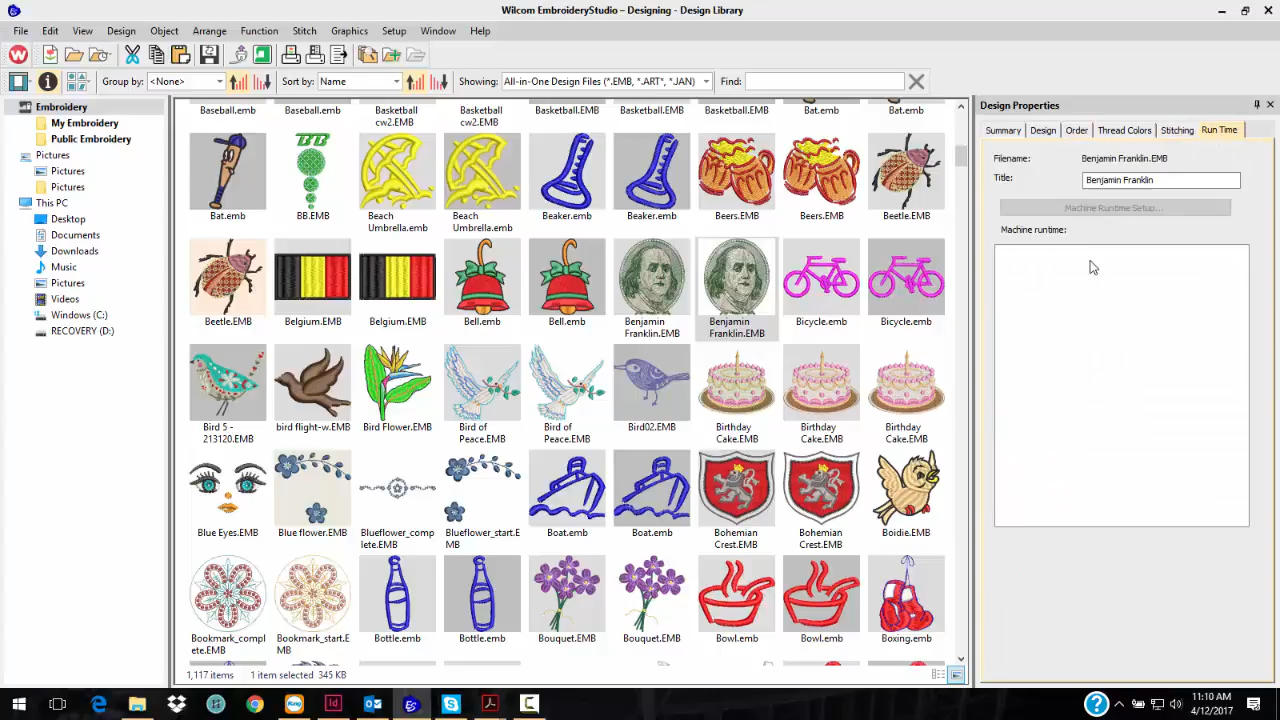 Wilcom EmbroideryStudio – Designing - Design Library
File Edit View Design Object Arrange Function Stitch Graphics Setup Window Help
Group by: <None> Sort by: Name Showing: All-in-One Design Files (*.EMB, *.ART*, *.JAN) Find:
Embroidery
My Embroidery
Public Embroidery
Pictures
Pictures
Pictures
This PC
Desktop
Documents
Downloads
Music
Pictures
Videos
Windows (C:)
RECOVERY (D:)
Baseball.emb Baseball.emb Basketball cw2.EMB Basketball cw2.EMB Basketball.EMB Basketball.EMB Basketball.EMB Bat.emb Bat.emb
BB
Bat.emb BB.EMB Beach Umbrella.emb Beach Umbrella.emb Beaker.emb Beaker.emb Beers.EMB Beers.EMB Beetle.EMB
Beetle.EMB Belgium.EMB Belgium.EMB Bell.emb Bell.emb Benjamin Franklin.EMB Benjamin Franklin.EMB Bicycle.emb Bicycle.emb
Bird 5 - 213120.EMB bird flight-w.EMB Bird Flower.EMB Bird of Peace.EMB Bird of Peace.EMB Bird02.EMB Birthday Cake.EMB Birthday Cake.EMB Birthday Cake.EMB
Blue Eyes.EMB Blue flower.EMB Blueflower_complete.EMB Blueflower_start.EMB Boat.emb Boat.emb Bohemian Crest.EMB Bohemian Crest.EMB Boidie.EMB
Bookmark_complete.EMB Bookmark_start.EMB Bottle.emb Bottle.emb Bouquet.EMB Bouquet.EMB Bowl.emb Bowl.emb Boxing.emb
1,117 items 1 item selected 345 KB
Design Properties
Summary Design Order Thread Colors Stitching Run Time
Filename: Benjamin Franklin.EMB
Title: Benjamin Franklin
Machine Runtime Setup...
Machine runtime:
11:10 AM
4/12/2017